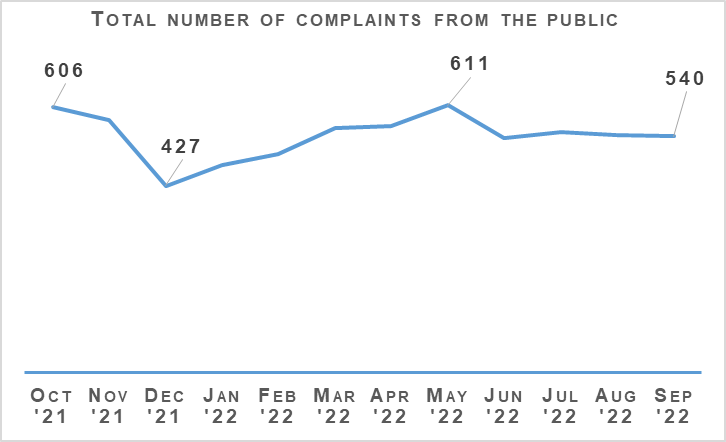 Total number of complaints from the public
606
611
540
427
Oct '21 Nov '21 Dec '21 Jan '22 Feb '22 Mar '22 Apr '22 May '22 Jun '22 Jul '22 Aug '22 Sep '22